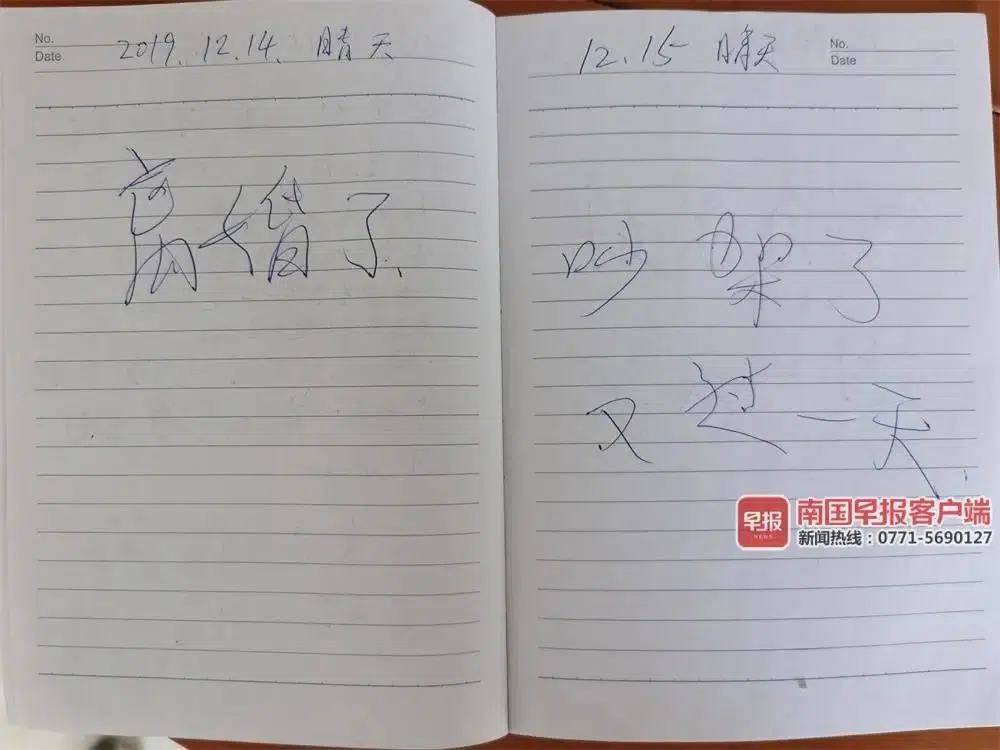 No.
Date
2019.12.14. 晴天
离婚了.
12.15 晴天
No.
Date
吵架了
又过一天.
早报
NEWS
南国早报客户端
新闻热线：0771-5690127